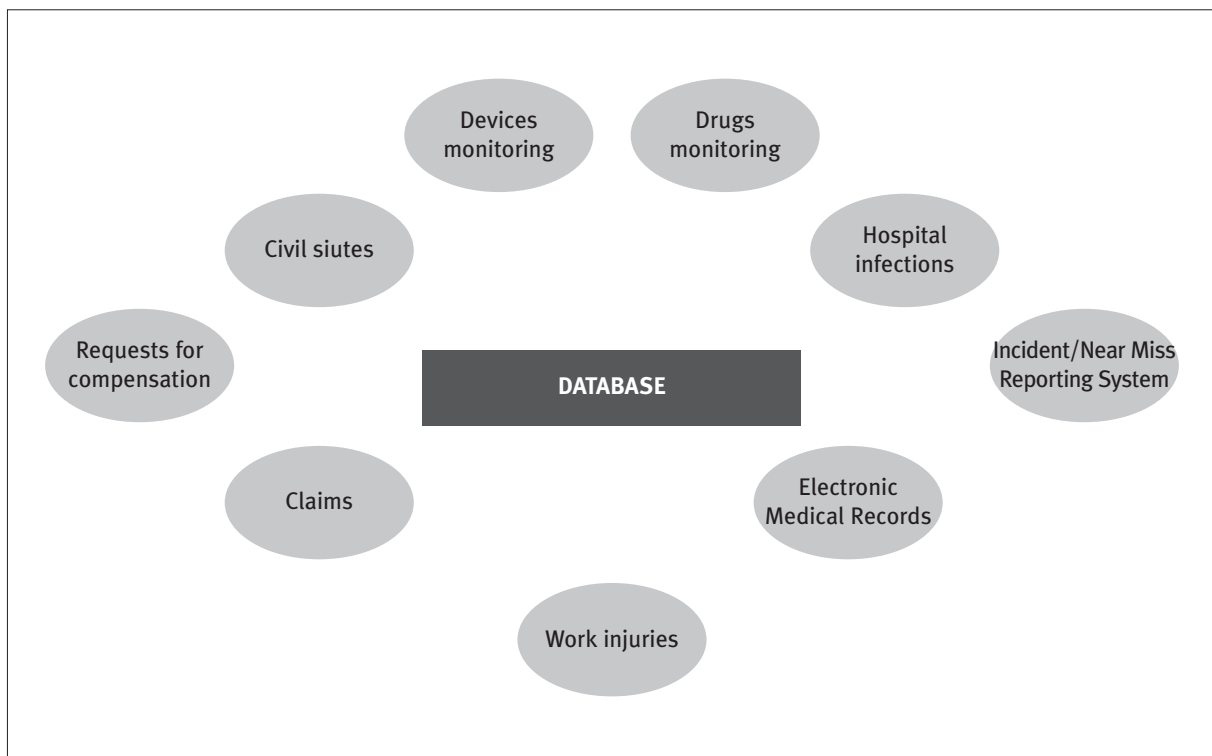 Devices
monitoring
Drugs
monitoring
Civil siutes
Hospital
infections
Requests for
compensation
Incident/Near Miss
Reporting System
DATABASE
Claims
Electronic
Medical Records
Work injuries